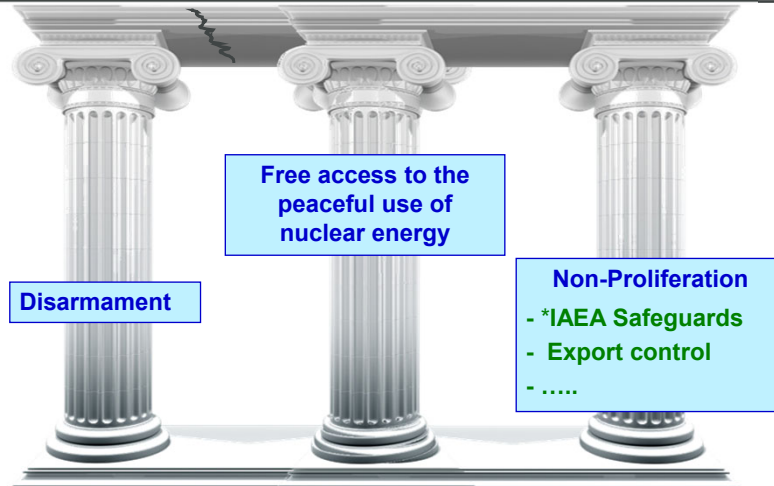 Free access to the
peaceful use of
nuclear energy
Disarmament
Non-Proliferation
- *IAEA Safeguards
- Export control
- …..